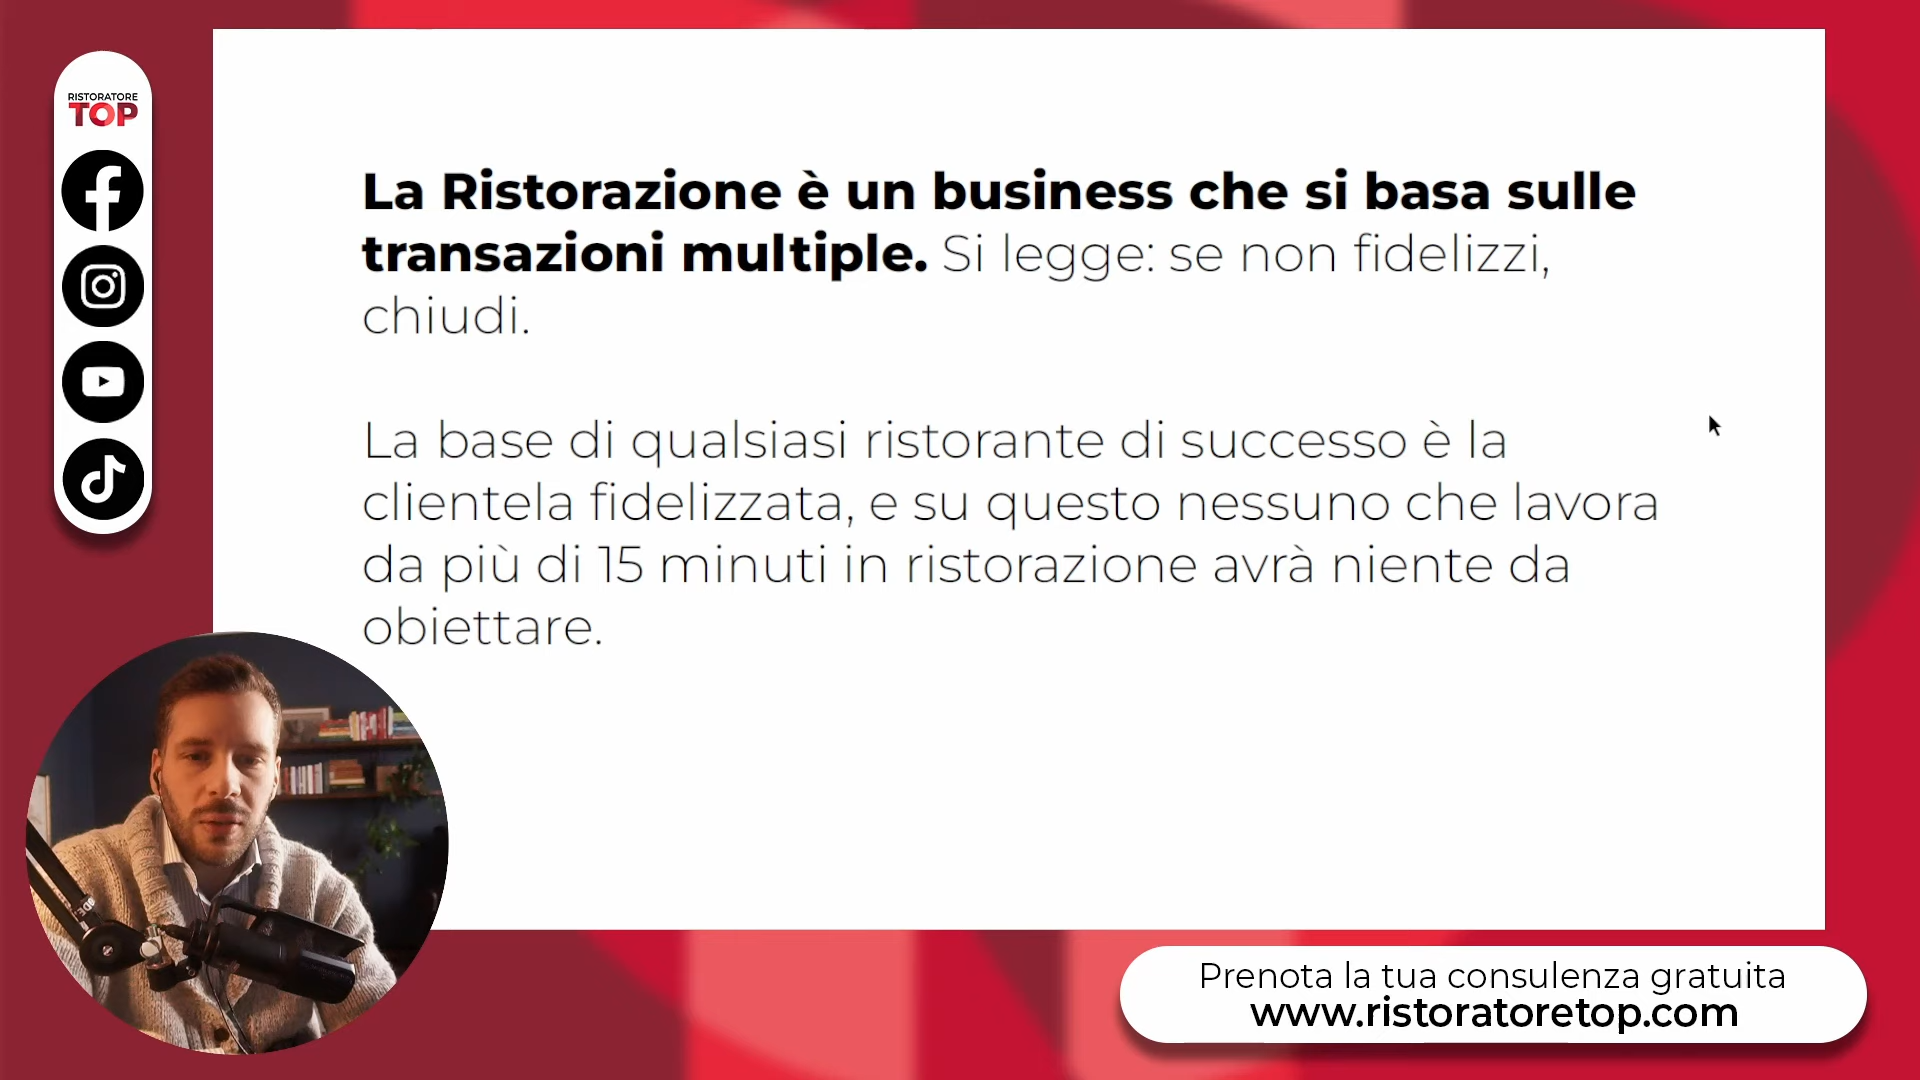 RISTORATORE
TOP
La Ristorazione è un business che si basa sulle
transazioni multiple. Si legge: se non fidelizzi,
chiudi.
La base di qualsiasi ristorante di successo è la
clientela fidelizzata, e su questo nessuno che lavora
da più di 15 minuti in ristorazione avrà niente da
obiettare.
Prenota la tua consulenza gratuita
www.ristoratoretop.com